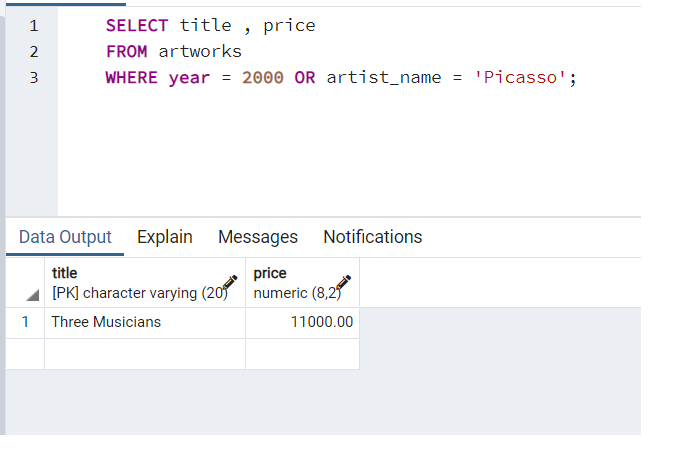 1 SELECT title , price
2 FROM artworks
3 WHERE year = 2000 OR artist_name = 'Picasso';
Data Output Explain Messages Notifications
title price
[PK] character varying (20) numeric (8,2)
1 Three Musicians 11000.00